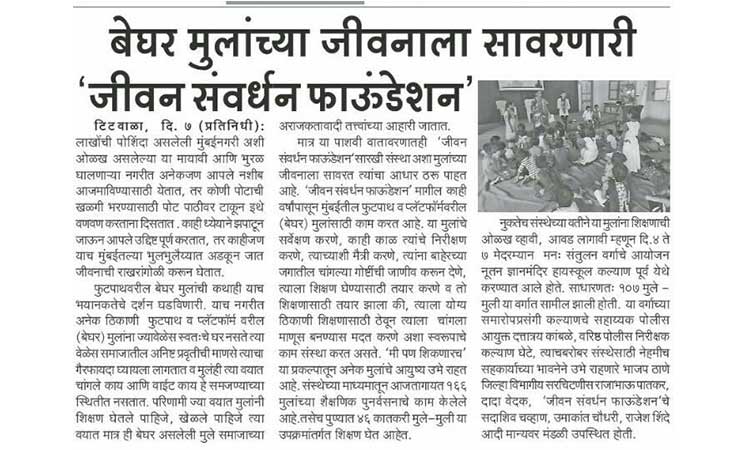 बेघर मुलांच्या जीवनाला सावरणारी
‘जीवन संवर्धन फाऊंडेशन’
टिटवाळा, दि. ७ (प्रतिनिधी):
लाखोंची पोशिंदा असलेली मुंबईनगरी अशी
ओळख असलेल्या या मायावी आणि भुरळ
घालणाऱ्या नगरीत अनेकजण आपले नशीब
आजमाविण्यासाठी येतात, तर कोणी पोटाची
खळगी भरण्यासाठी पोट पाठीवर टाकून इथे
वणवण करताना दिसतात . काही ध्येयाने झपाटून
जाऊन आपले उद्दिष्ट पूर्ण करतात, तर काहीजण
याच मुंबईतल्या भुलभुलैय्यात अडकून जात
जीवनाची राखरांगोळी करून घेतात.
फुटपाथवरील बेघर मुलांची कथाही याच
भयानकतेचे दर्शन घडविणारी. याच नगरीत
अनेक ठिकाणी फुटपाथ व प्लॅटफॉर्म वरील
(बेघर) मुलांना ज्यावेळेस स्वतःचे घर नसते त्या
वेळेस समाजातील अनिष्ट प्रवृतीची माणसे त्याचा
गैरफायदा घ्यायला लागतात व मुलंही त्या वयात
चांगले काय आणि वाईट काय हे समजण्याच्या
स्थितीत नसतात. परिणामी ज्या वयात मुलांनी
शिक्षण घेतले पाहिजे, खेळले पाहिजे त्या
वयात मात्र ही बेघर असलेली मुले समाजाच्या
अराजकतावादी तत्त्वांच्या आहारी जातात.
मात्र या पाशवी वातावरणातही ‘जीवन
संवर्धन फाऊंडेशन’सारखी संस्था अशा मुलांच्या
जीवनाला सावरत त्यांचा आधार ठरू पाहत
आहे. ‘जीवन संवर्धन फाऊंडेशन’ मागील काही
वर्षांपासून मुंबईतील फुटपाथ व प्लॅटफॉर्मवरील
(बेघर) मुलांसाठी काम करत आहे. या मुलांचे
सर्वेक्षण करणे, काही काळ त्यांचे निरीक्षण
करणे, त्याच्याशी मैत्री करणे, त्यांना बाहेरच्या
जगातील चांगल्या गोष्टींची जाणीव करून देणे,
त्याला शिक्षण घेण्यासाठी तयार करणे व तो
शिक्षणासाठी तयार झाला की, त्याला योग्य
ठिकाणी शिक्षणासाठी ठेवून त्याला चांगला
माणूस बनण्यास मदत करणे अशा स्वरूपाचे
काम संस्था करत असते. ‘मी पण शिकणारच’
या प्रकल्पातून अनेक मुलांचे आयुष्य उभे राहत
आहे. संस्थेच्या माध्यमातून आजतागायत १६६
मुलांच्या शैक्षणिक पुनर्वसनाचे काम केलेले
आहे.तसेच पुण्यात ४६ कातकरी मुले–मुली या
उपक्रमांतर्गत शिक्षण घेत आहेत.
नुकतेच संस्थेच्या वतीने या मुलांना शिक्षणाची
ओळख व्हावी, आवड लागावी म्हणून दि.४ ते
७ मेदरम्यान मनः संतुलन वर्गाचे आयोजन
नूतन ज्ञानमंदिर हायस्कूल कल्याण पूर्व येथे
करण्यात आले होते. साधारणतः १०७ मुले –
मुली या वर्गात सामील झाली होती. या वर्गाच्या
समारोपप्रसंगी कल्याणचे सहाय्यक पोलीस
आयुक्त दत्तात्रय कांबळे, वरिष्ठ पोलीस निरीक्षक
कल्याण घेटे, त्याचबरोबर संस्थेसाठी नेहमीच
सहकार्याच्या भावनेने उभे राहणारे भाजप ठाणे
जिल्हा विभागीय सरचिटणीस राजाभाऊ पातकर,
दादा वेदक, ‘जीवन संवर्धन फाऊंडेशन’चे
सदाशिव चव्हाण, उमाकांत चौधरी, राजेश शिंदे
आदी मान्यवर मंडळी उपस्थित होती.